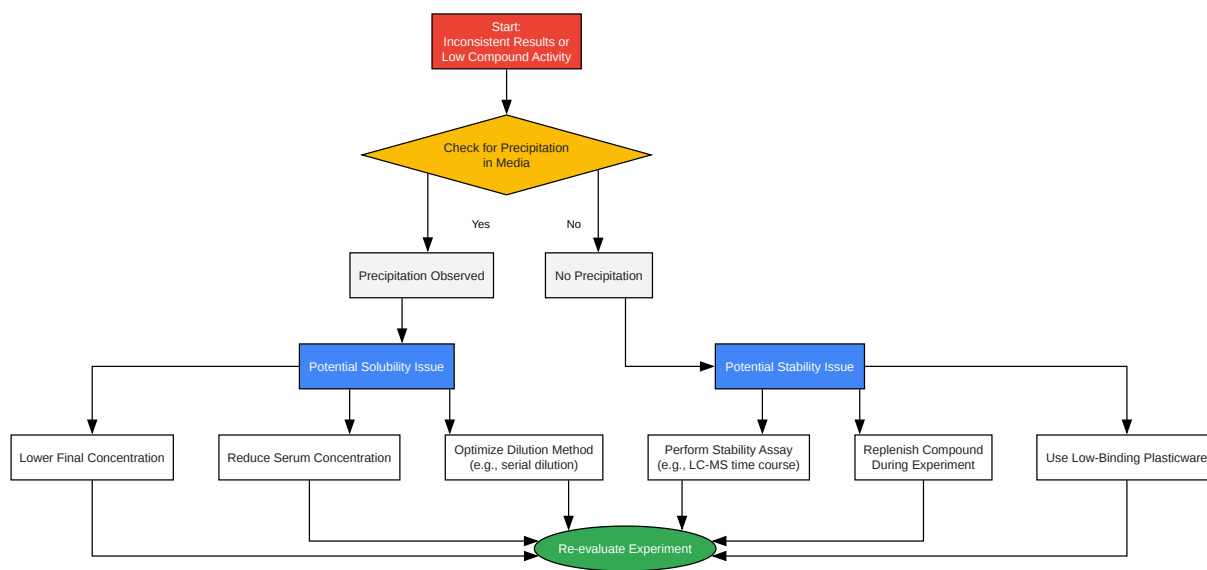 Start:
Inconsistent Results or
Low Compound Activity
Check for Precipitation
in Media
Yes
No
Precipitation Observed
No Precipitation
Potential Solubility Issue
Potential Stability Issue
Lower Final Concentration
Reduce Serum Concentration
Optimize Dilution Method
(e.g., serial dilution)
Perform Stability Assay
(e.g., LC-MS time course)
Replenish Compound
During Experiment
Use Low-Binding Plasticware
Re-evaluate Experiment